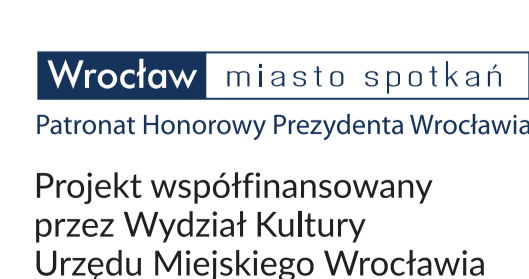 Wrocław miasto spotkań
Patronat Honorowy Prezydenta Wrocławia
Projekt współfinansowany
przez Wydział Kultury
Urzędu Miejskiego Wrocławia